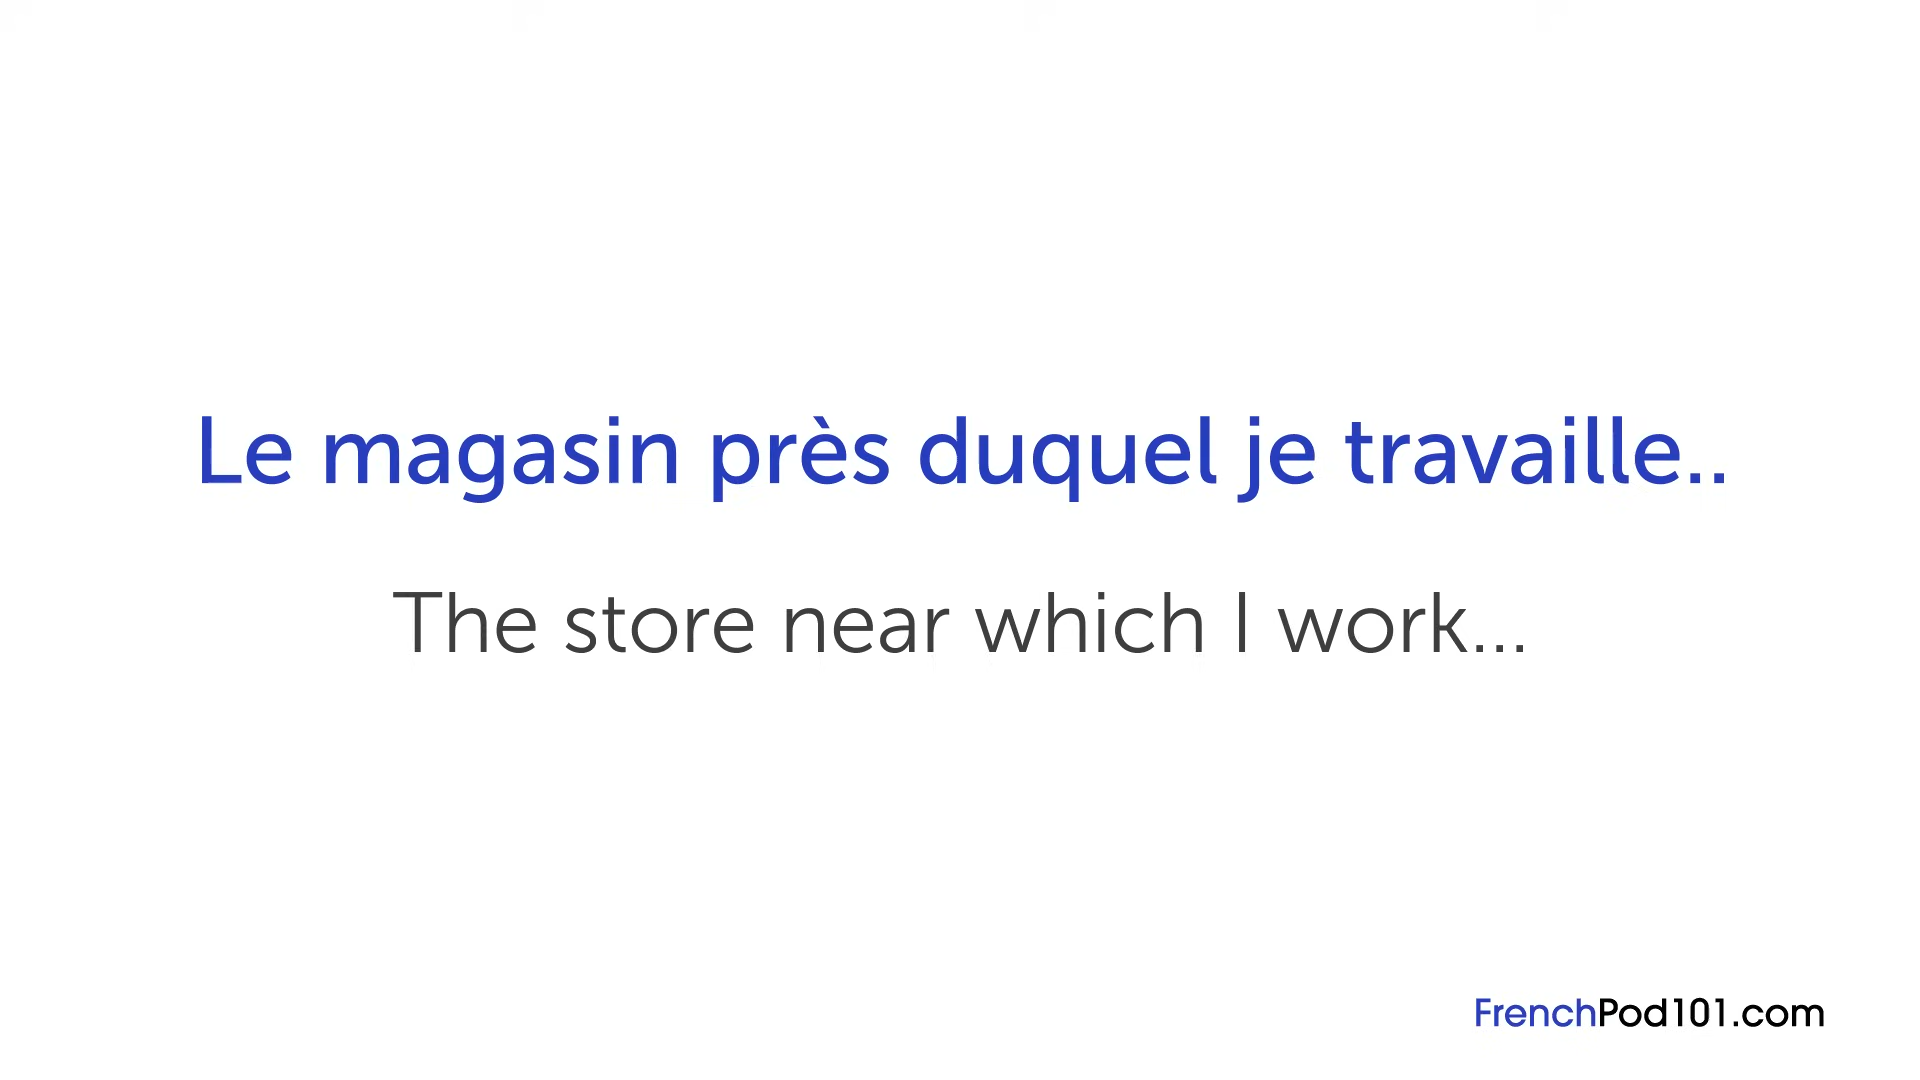 Le magasin près duquel je travaille..
The store near which I work...
FrenchPod101.com